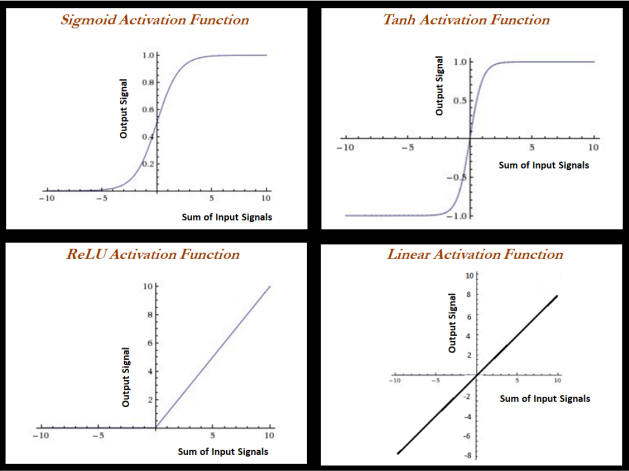 Sigmoid Activation Function
Output Signal
1.0
0.8
0.6
0.4
0.2
-10 -5 5 10
Sum of Input Signals
Tanh Activation Function
Output Signal
1.0
0.5
-10 -5 5 10
Sum of Input Signals
-0.5
-1.0
ReLU Activation Function
Output Signal
10
8
6
4
2
-10 -5 5 10
Sum of Input Signals
Linear Activation Function
Output Signal
10
8
6
4
2
-10 -5 5 10
Sum of Input Signals
-2
-4
-6
-8